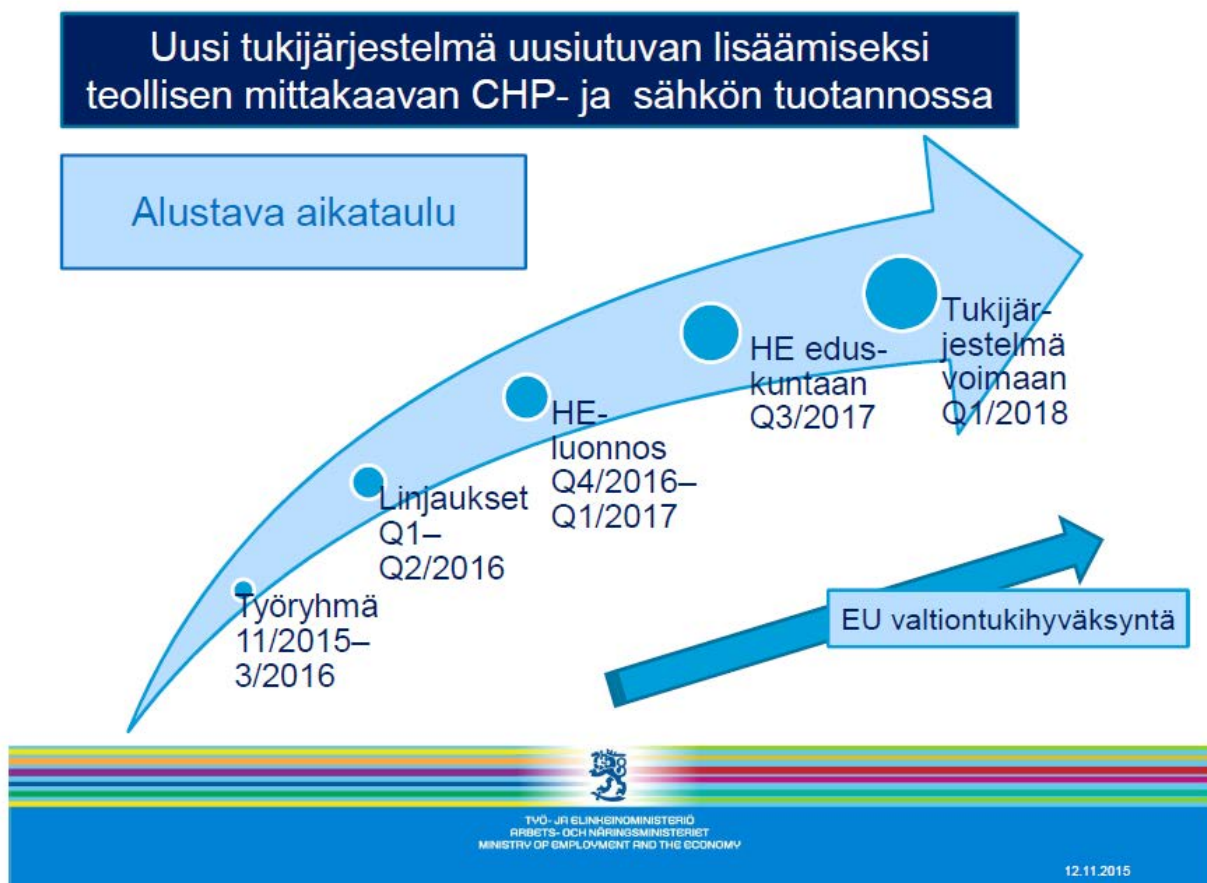 Uusi tukijärjestelmä uusiutuvan lisäämiseksi
teollisen mittakaavan CHP- ja sähkön tuotannossa
Alustava aikataulu
Työryhmä
11/2015–
3/2016
Linjaukset
Q1–
Q2/2016
HE-
luonnos
Q4/2016–
Q1/2017
HE edus-
kuntaan
Q3/2017
Tukijär-
jestelmä
voimaan
Q1/2018
EU valtiontukihyväksyntä
TYÖ- JA ELINKEINOMINISTERIÖ
ARBETS- OCH NÄRINGSMINISTERIET
MINISTRY OF EMPLOYMENT AND THE ECONOMY
12.11.2015